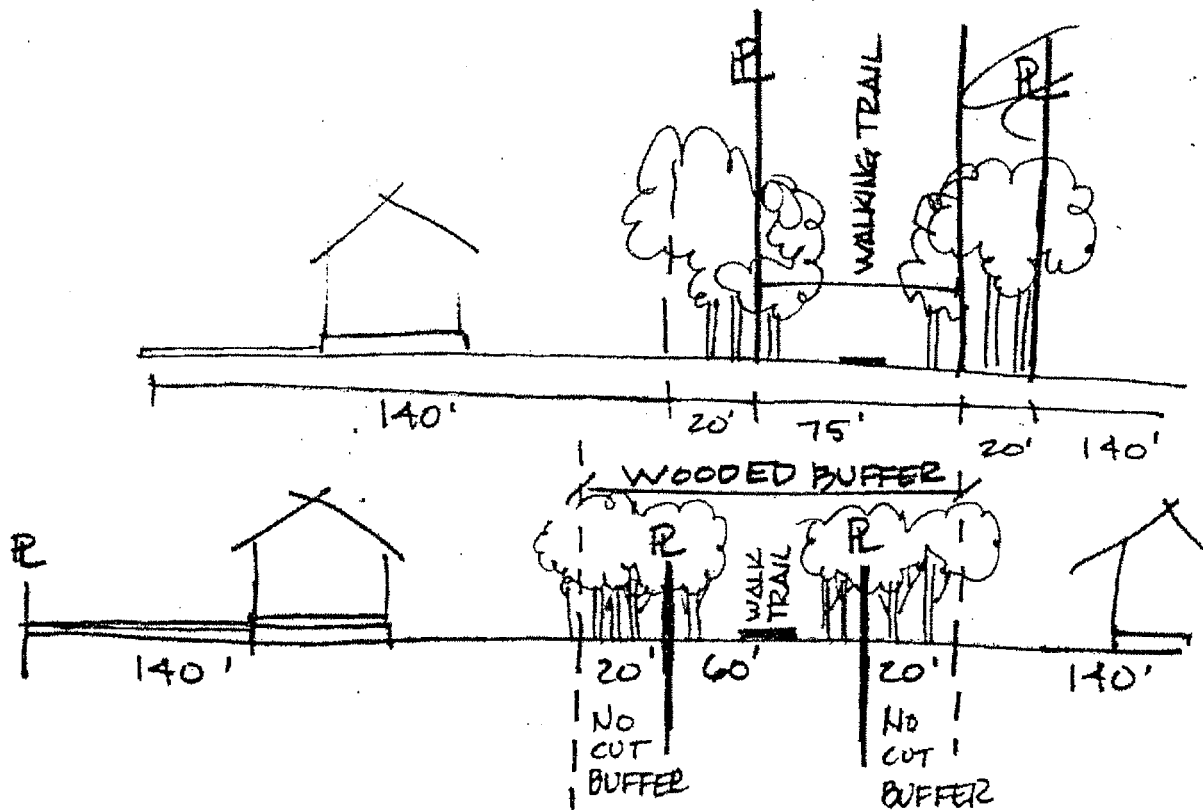 PL
WALKING TRAIL
PL
140'
20'
75'
20'
140'
WOODED BUFFER
PL
PL
WALK
TRAIL
PL
140'
20'
60'
20'
140'
NO
CUT
BUFFER
NO
CUT
BUFFER